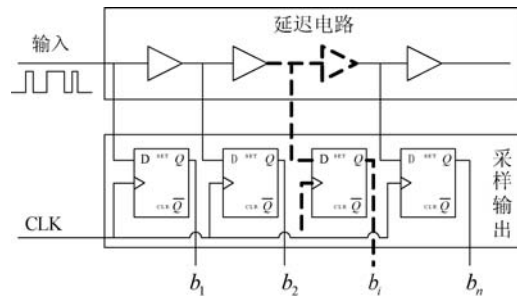 延迟电路
输入
D SET Q
CLR Q̅
D SET Q
CLR Q̅
D SET Q
CLR Q̅
D SET Q
CLR Q̅
采样输出
CLK
b₁ b₂ bᵢ bₙ